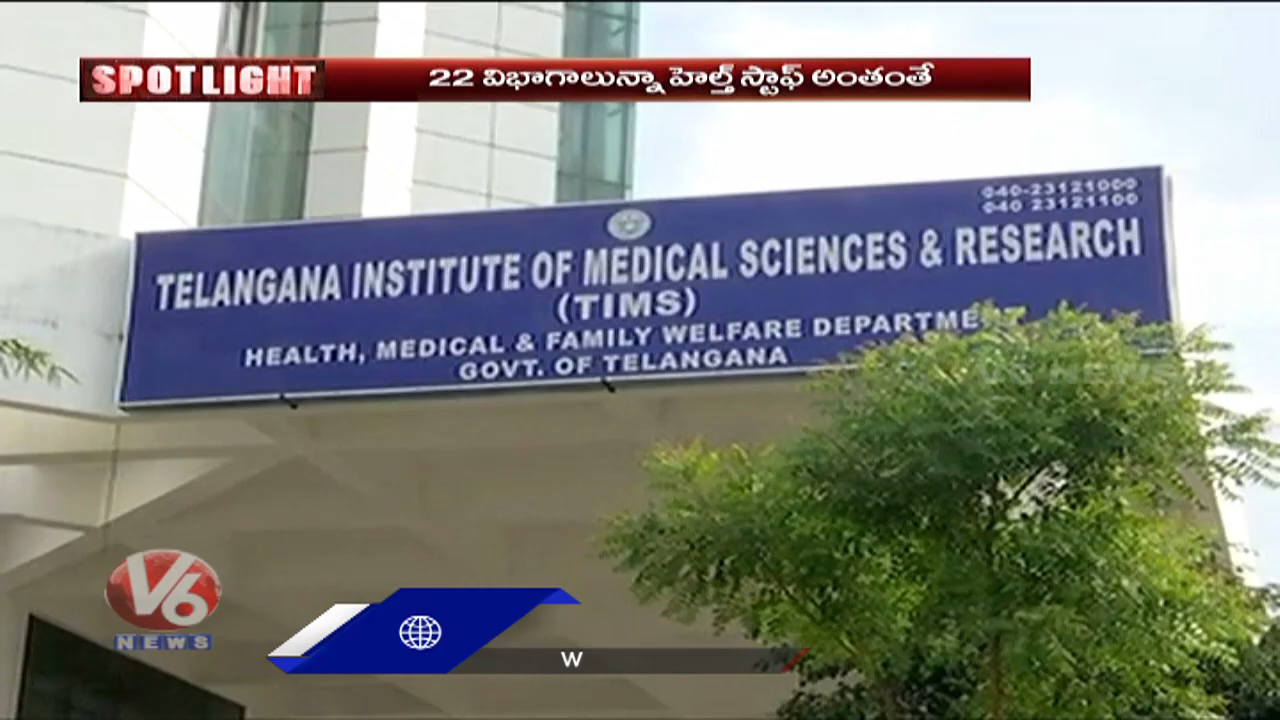 SPOTLIGHT
22 విభాగాలున్నా హెల్త్ స్టాఫ్ అంతంతే
040-23121000
040 23121100
TELANGANA INSTITUTE OF MEDICAL SCIENCES & RESEARCH
(TIMS)
HEALTH, MEDICAL & FAMILY WELFARE DEPARTMENT
GOVT. OF TELANGANA
V6
NEWS
W